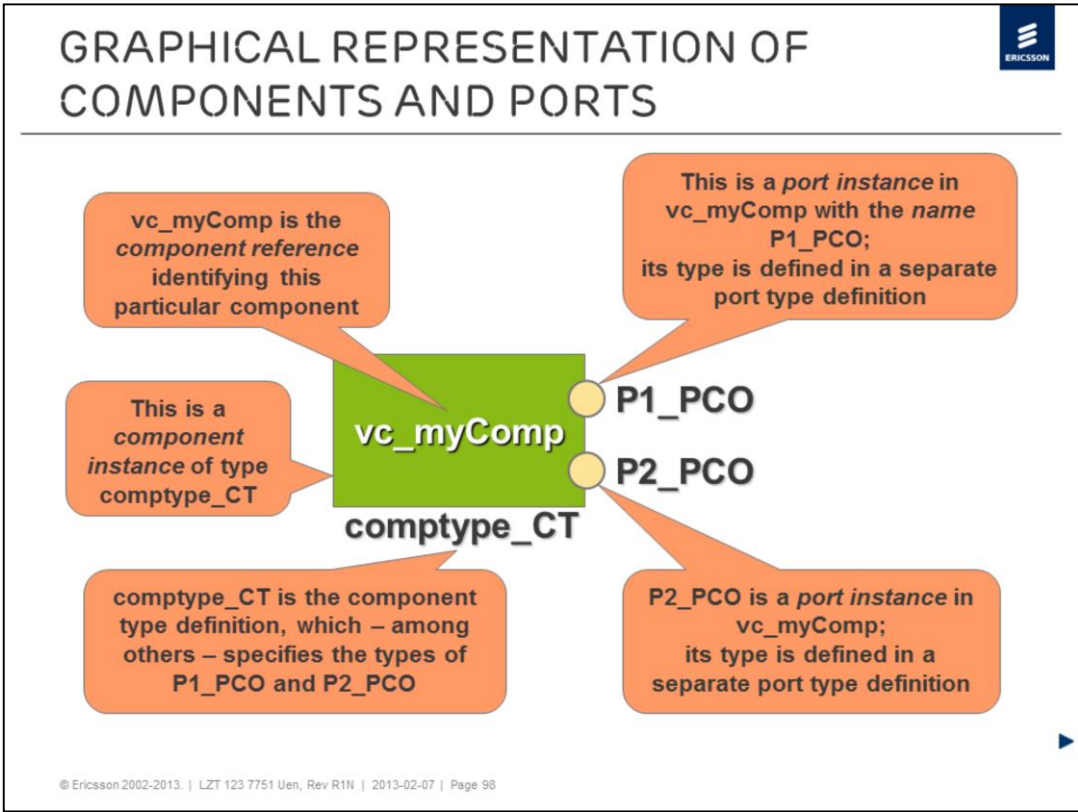 GRAPHICAL REPRESENTATION OF
COMPONENTS AND PORTS
ERICSSON
vc_myComp is the
component reference
identifying this
particular component
This is a port instance in
vc_myComp with the name
P1_PCO;
its type is defined in a separate
port type definition
This is a
component
instance of type
comptype_CT
vc_myComp
P1_PCO
P2_PCO
comptype_CT
comptype_CT is the component
type definition, which – among
others – specifies the types of
P1_PCO and P2_PCO
P2_PCO is a port instance in
vc_myComp;
its type is defined in a
separate port type definition
© Ericsson 2002-2013. | LZT 123 7751 Uen, Rev R1N | 2013-02-07 | Page 98